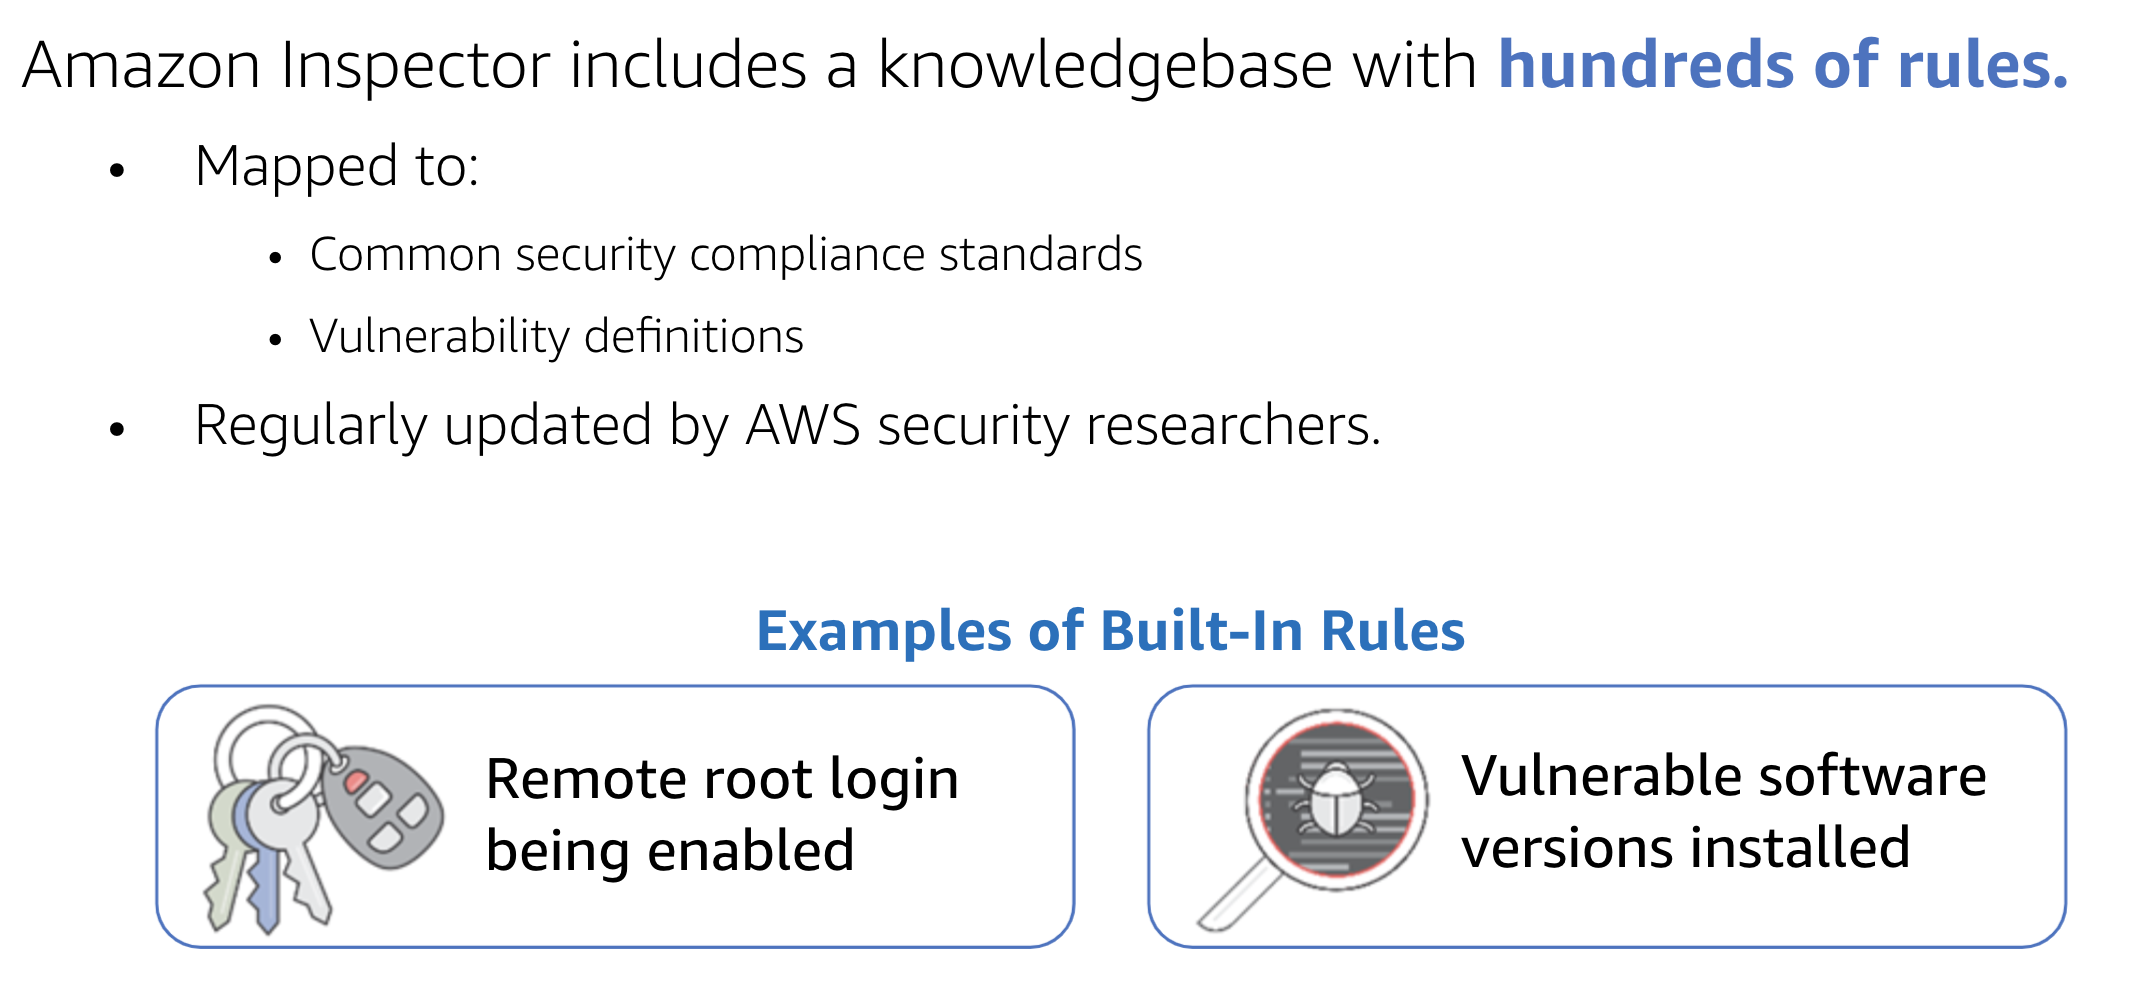 Amazon Inspector includes a knowledgebase with hundreds of rules.
• Mapped to:
• Common security compliance standards
• Vulnerability definitions
• Regularly updated by AWS security researchers.
Examples of Built-In Rules
Remote root login
being enabled
Vulnerable software
versions installed